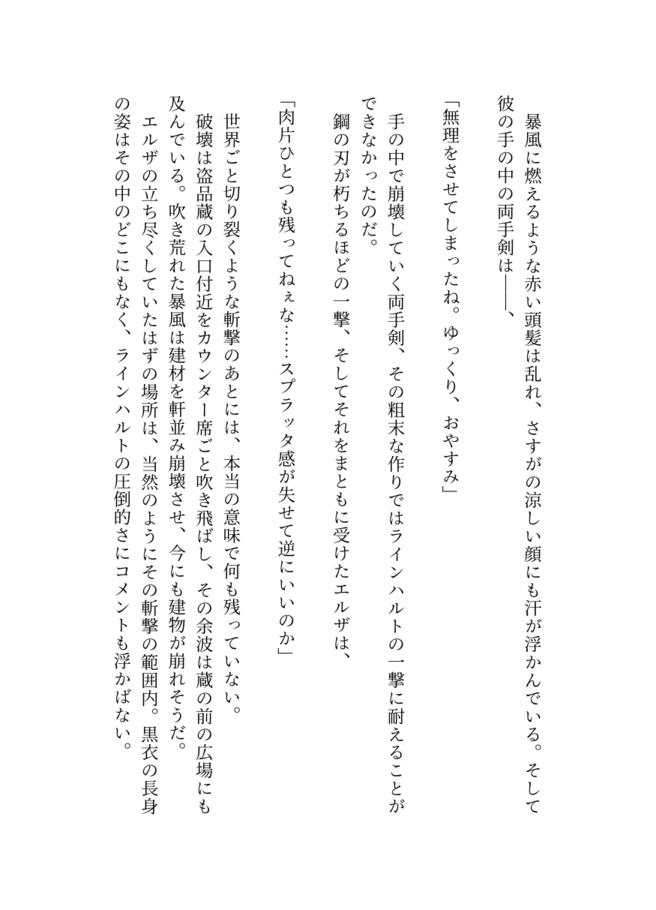 暴風に燃えるような赤い頭髪は乱れ、さすがの涼しい顔にも汗が浮かんでいる。そして
彼の手の中の両手剣は――、
「無理をさせてしまったね。ゆっくり、おやすみ」
　手の中で崩壊していく両手剣、その粗末な作りではラインハルトの一撃に耐えることが
できなかったのだ。
　鋼の刃が朽ちるほどの一撃、そしてそれをまともに受けたエルザは、
「肉片ひとつも残ってねぇな……スプラッタ感が失せて逆にいいのか」
　世界ごと切り裂くような斬撃のあとには、本当の意味で何も残っていない。
　破壊は盗品蔵の入口付近をカウンター席ごと吹き飛ばし、その余波は蔵の前の広場にも
及んでいる。吹き荒れた暴風は建材を軒並み崩壊させ、今にも建物が崩れそうだ。
　エルザの立ち尽くしていたはずの場所は、当然のようにその斬撃の範囲内。黒衣の長身
の姿はその中のどこにもなく、ラインハルトの圧倒的さにコメントも浮かばない。